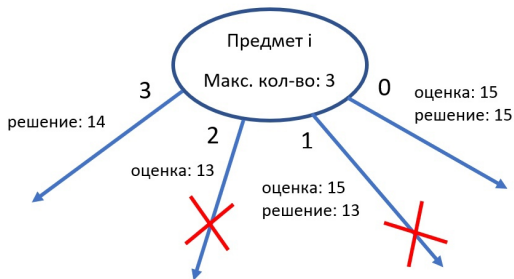 Предмет i
Макс. кол-во: 3
3
решение: 14
2
оценка: 13
1
оценка: 15
решение: 13
0
оценка: 15
решение: 15